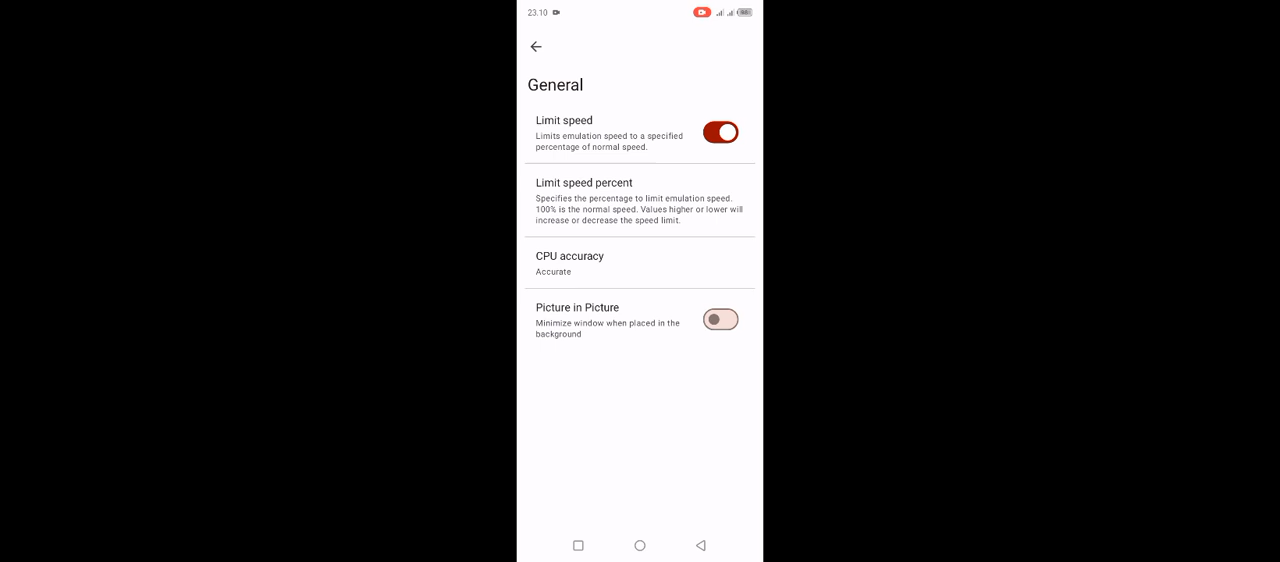 23.10
General
Limit speed
Limits emulation speed to a specified
percentage of normal speed.
Limit speed percent
Specifies the percentage to limit emulation speed.
100% is the normal speed. Values higher or lower will
increase or decrease the speed limit.
CPU accuracy
Accurate
Picture in Picture
Minimize window when placed in the
background